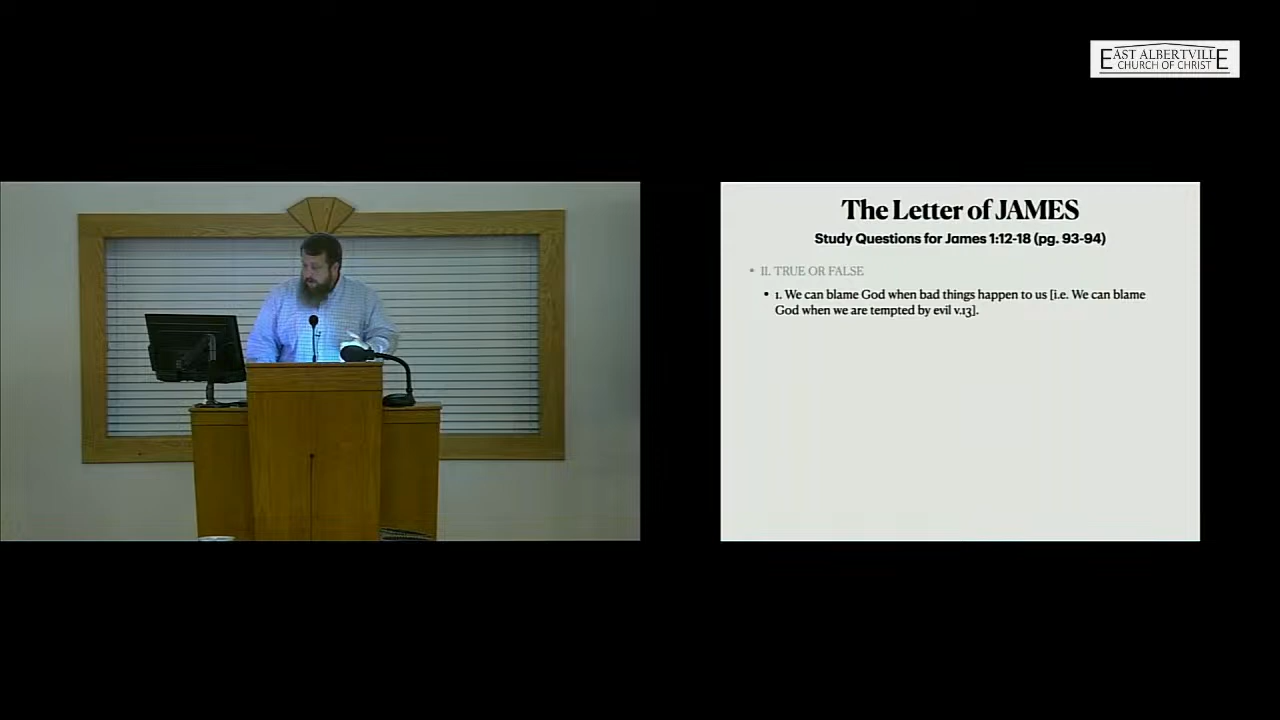 EAST ALBERTVILLE
CHURCH OF CHRIST
The Letter of JAMES
Study Questions for James 1:12-18 (pg. 93-94)
• II. TRUE OR FALSE
• 1. We can blame God when bad things happen to us [i.e. We can blame
God when we are tempted by evil v.13].